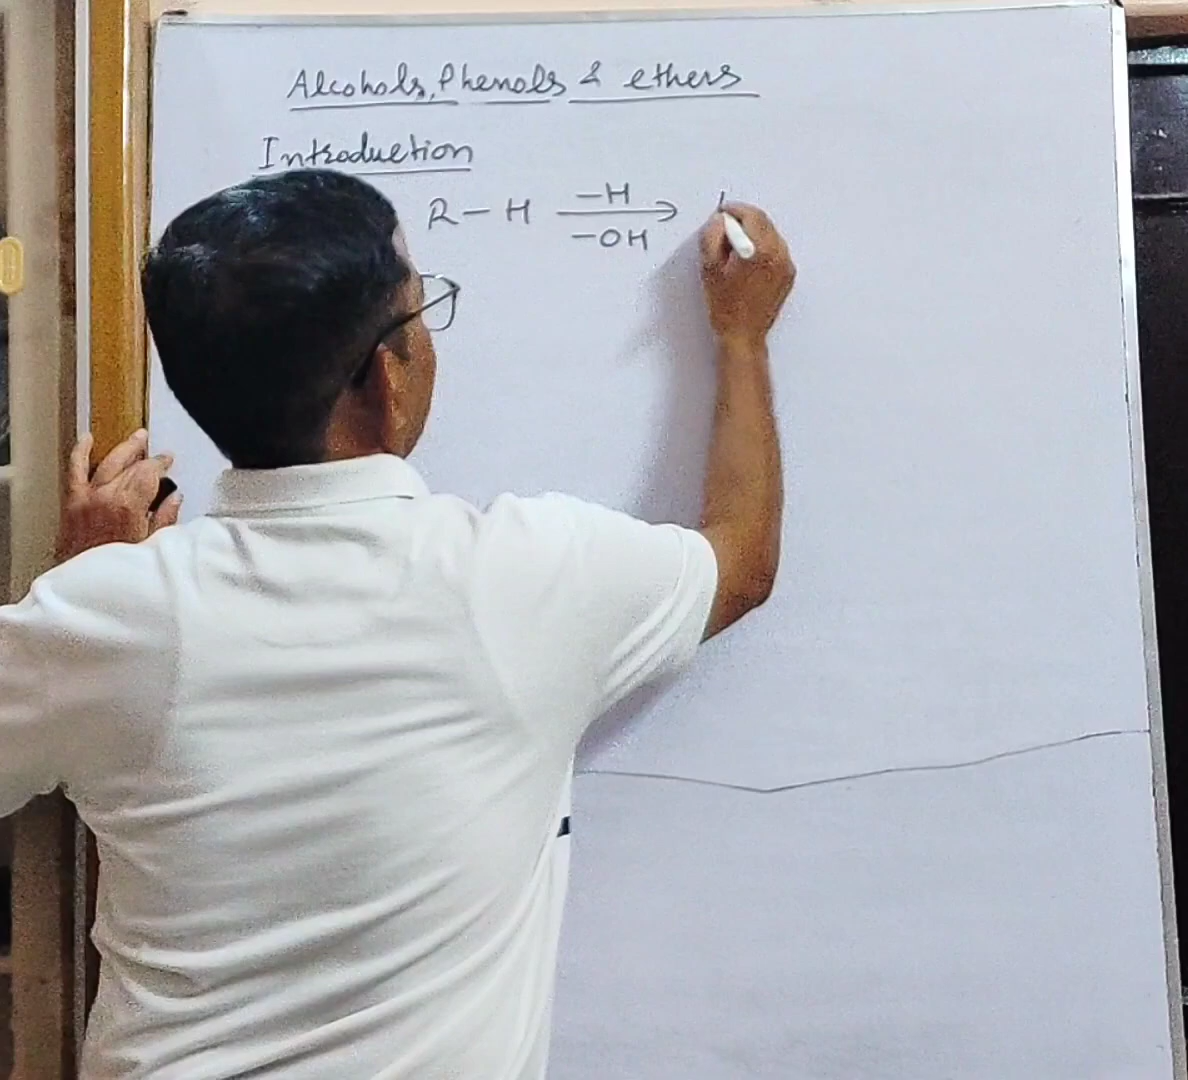 Alcohols, Phenols & ethers
Introduction
R-H -H → -OH